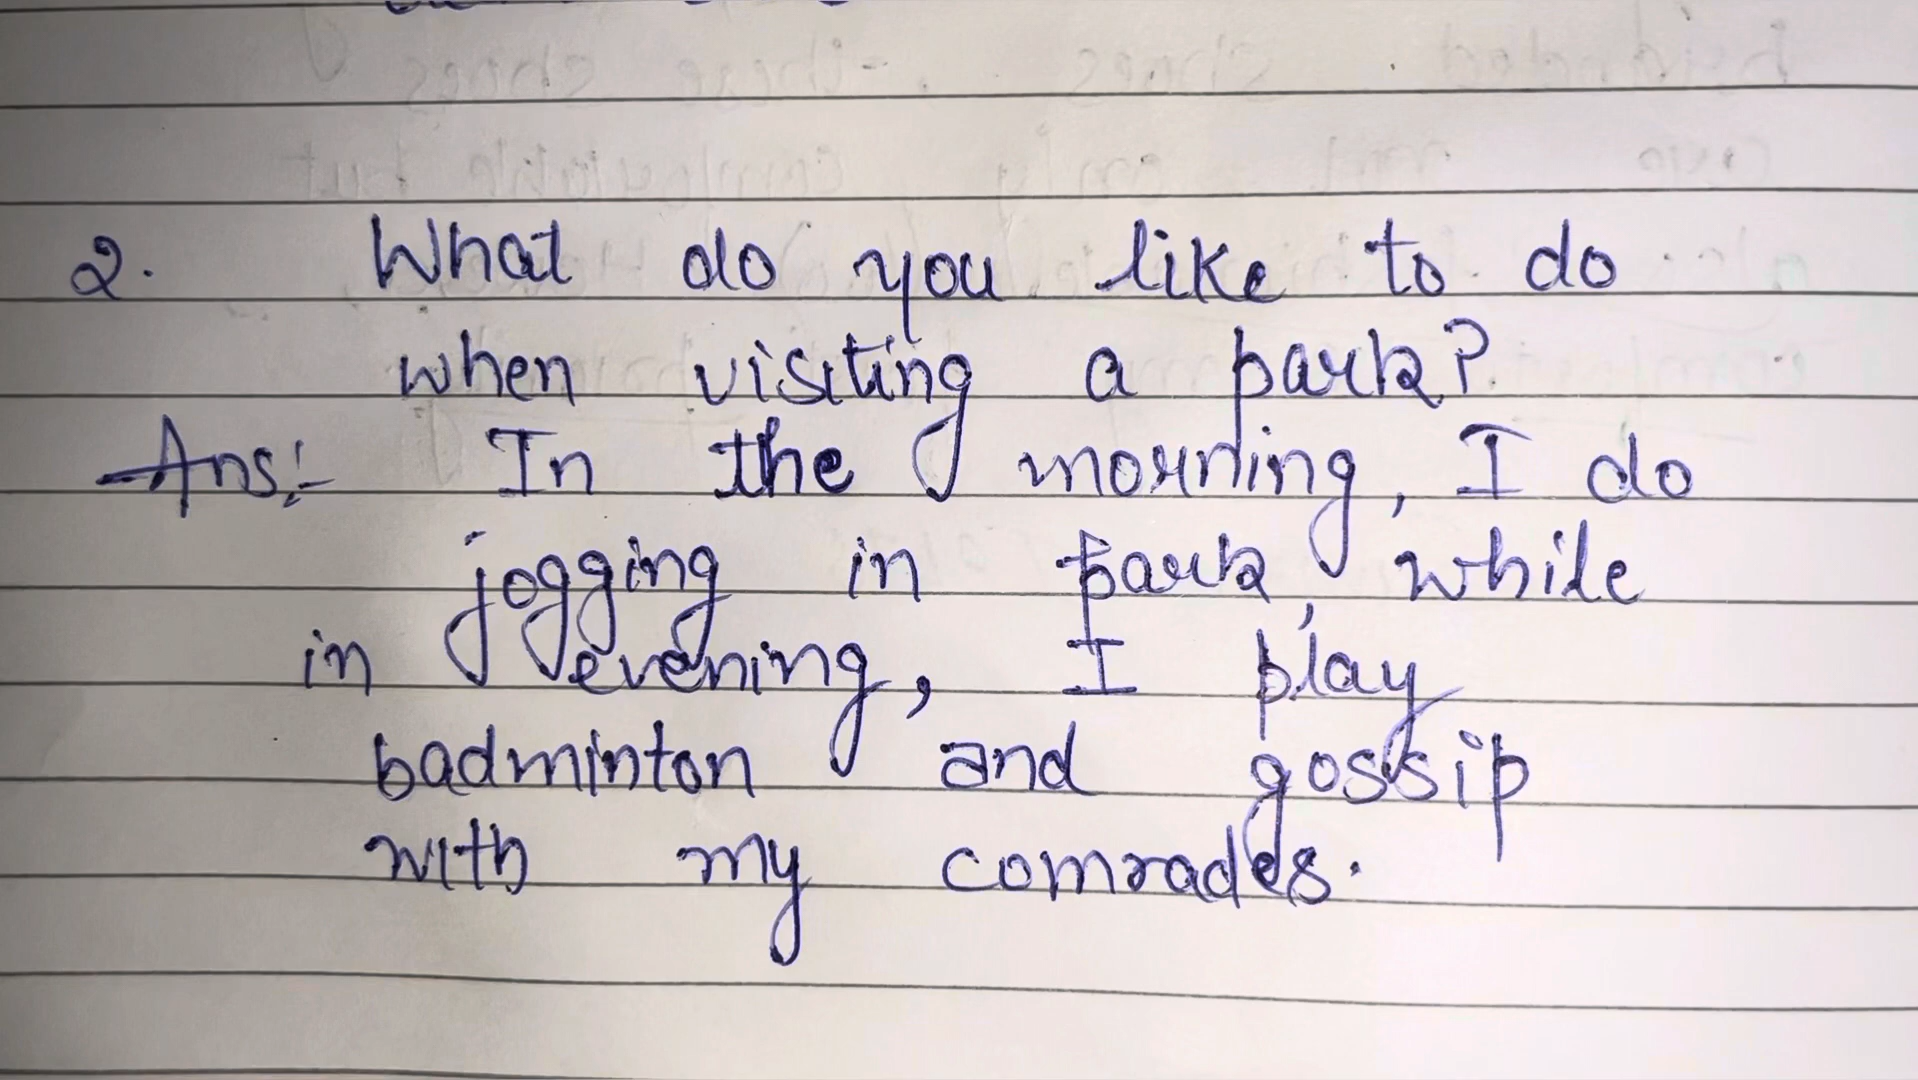 2. What do you like to do
when visiting a park?
Ans:- In the morning, I do
jogging in park, while
in evening, I play
badminton and gossip
with my comrades.